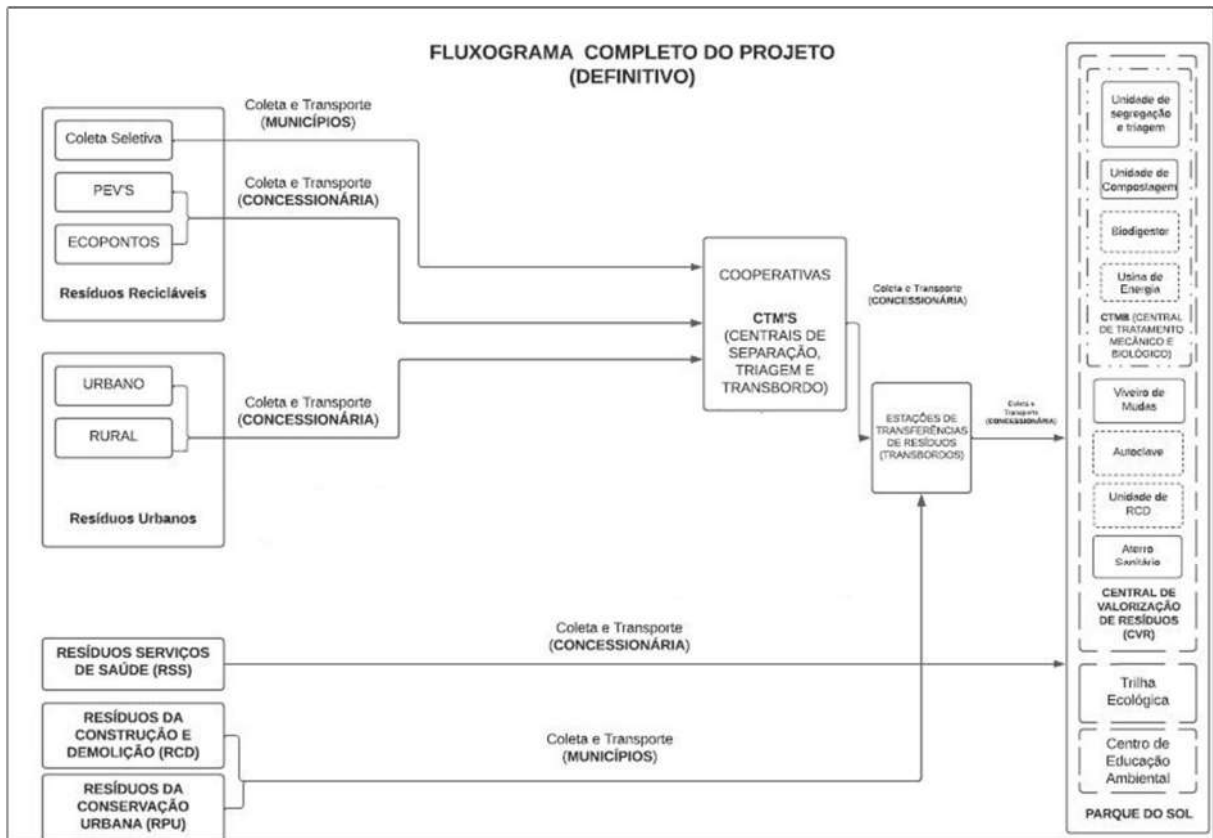 FLUXOGRAMA COMPLETO DO PROJETO
(DEFINITIVO)
Coleta Seletiva
PEV'S
ECOPONTOS
Resíduos Recicláveis
Coleta e Transporte
(MUNICÍPIOS)
Coleta e Transporte
(CONCESSIONÁRIA)
URBANO
RURAL
Resíduos Urbanos
Coleta e Transporte
(CONCESSIONÁRIA)
COOPERATIVAS
CTM'S
(CENTRAIS DE
SEPARAÇÃO,
TRIAGEM E
TRANSBORDO)
Coleta e Transporte
(CONCESSIONÁRIA)
ESTAÇÕES DE
TRANSFERÊNCIAS
DE RESÍDUOS
(TRANSBORDOS)
Coleta e
Transporte
(CONCESSIONÁRIA)
RESÍDUOS SERVIÇOS
DE SAÚDE (RSS)
Coleta e Transporte
(CONCESSIONÁRIA)
RESÍDUOS DA
CONSTRUÇÃO E
DEMOLIÇÃO (RCD)
RESÍDUOS DA
CONSERVAÇÃO
URBANA (RPU)
Coleta e Transporte
(MUNICÍPIOS)
Unidade de
segregação
e triagem
Unidade de
Compostagem
Biodigestor
Usina de
Energia
CTMB (CENTRAL
DE TRATAMENTO
MECÂNICO E
BIOLÓGICO)
Viveiro de
Mudas
Autoclave
Unidade de
RCD
Aterro
Sanitário
CENTRAL DE
VALORIZAÇÃO
DE RESÍDUOS
(CVR)
Trilha
Ecológica
Centro de
Educação
Ambiental
PARQUE DO SOL